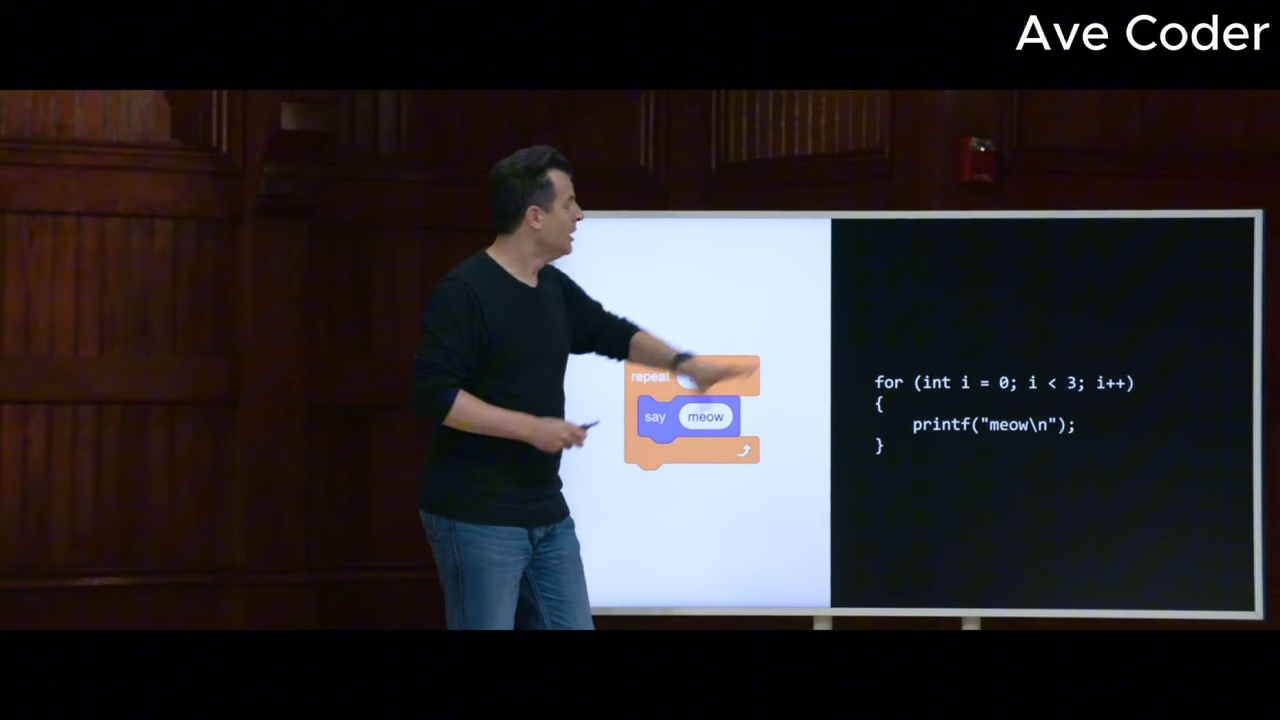 Ave Coder
repeat
say meow
for (int i = 0; i < 3; i++)
{
printf("meow\n");
}